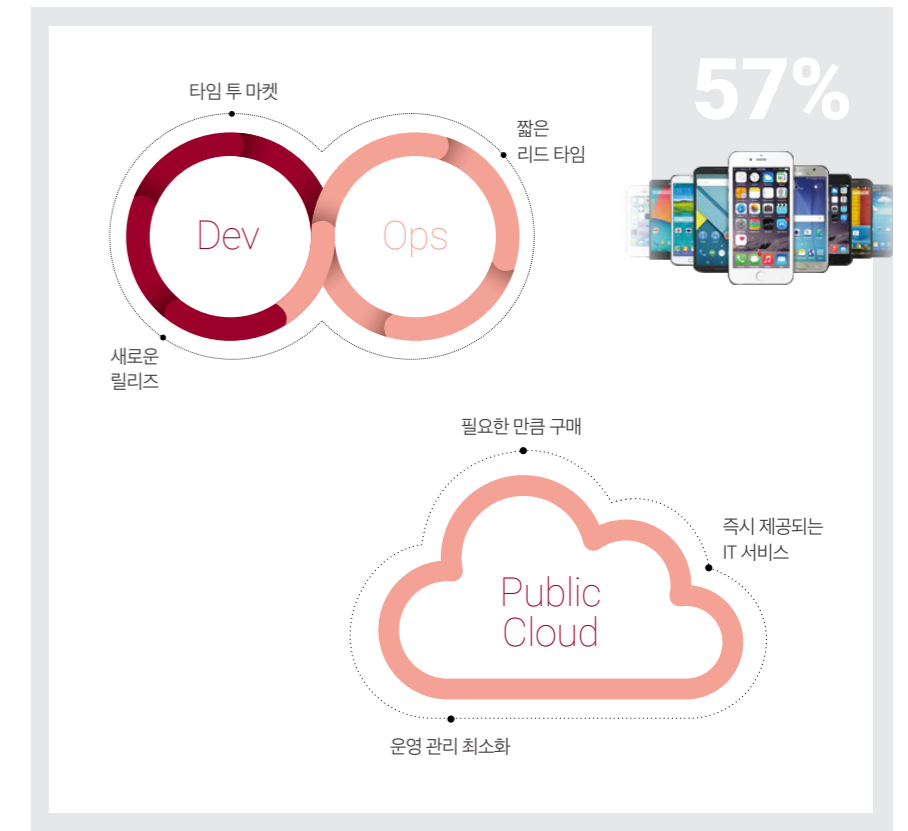 57%
타임 투 마켓
짧은
리드 타임
Dev
Ops
새로운
릴리즈
필요한 만큼 구매
즉시 제공되는
IT 서비스
Public
Cloud
운영 관리 최소화